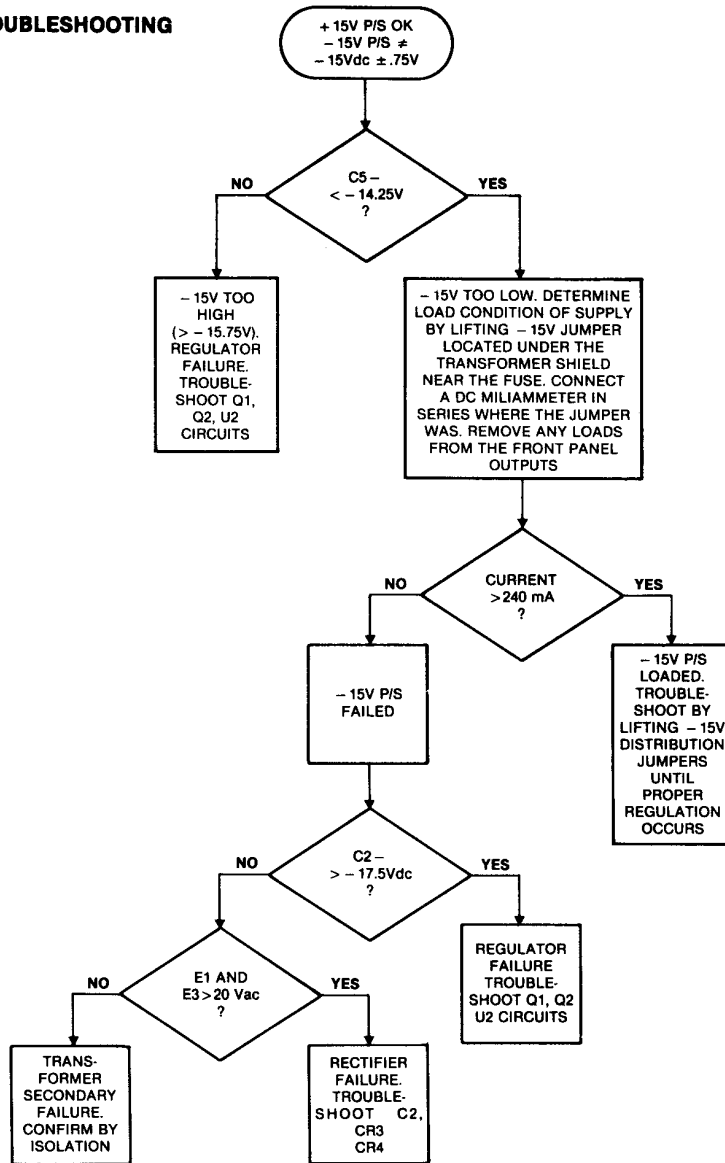 OUBLESHOOTING
+ 15V P/S OK
– 15V P/S ≠
– 15Vdc ± .75V
C5 –
< – 14.25V
?
NO
YES
– 15V TOO
HIGH
(> – 15.75V).
REGULATOR
FAILURE.
TROUBLE-
SHOOT Q1,
Q2, U2
CIRCUITS
– 15V TOO LOW. DETERMINE
LOAD CONDITION OF SUPPLY
BY LIFTING – 15V JUMPER
LOCATED UNDER THE
TRANSFORMER SHIELD
NEAR THE FUSE. CONNECT
A DC MILIAMMETER IN
SERIES WHERE THE JUMPER
WAS. REMOVE ANY LOADS
FROM THE FRONT PANEL
OUTPUTS
CURRENT
>240 mA
?
NO
YES
– 15V P/S
FAILED
– 15V P/S
LOADED.
TROUBLE-
SHOOT BY
LIFTING – 15V
DISTRIBUTION
JUMPERS
UNTIL
PROPER
REGULATION
OCCURS
C2 –
> – 17.5Vdc
?
NO
YES
E1 AND
E3 > 20 Vac
?
NO
YES
REGULATOR
FAILURE
TROUBLE-
SHOOT Q1, Q2
U2 CIRCUITS
TRANS-
FORMER
SECONDARY
FAILURE.
CONFIRM BY
ISOLATION
RECTIFIER
FAILURE.
TROUBLE-
SHOOT C2,
CR3
CR4